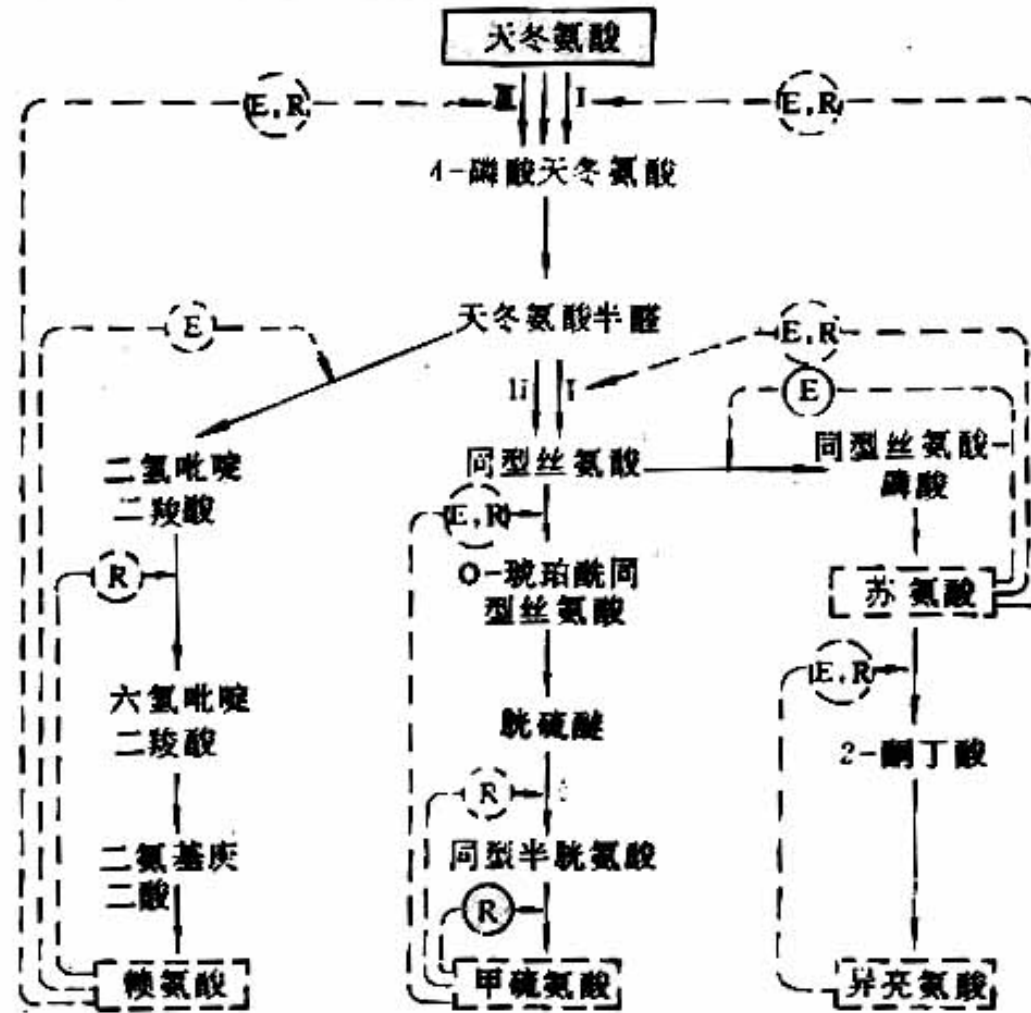 天冬氨酸
E,R
Ⅲ
I
E,R
4-磷酸天冬氨酸
E
天冬氨酸半醛
E,R
E
I
二氢吡啶
二羧酸
同型丝氨酸
同型丝氨酸-
磷酸
E,R
R
O-琥珀酰同
型丝氨酸
苏氨酸
E,R
六氢吡啶
二羧酸
胱硫醚
2-酮丁酸
R
二氨基庚
二酸
同型半胱氨酸
R
赖氨酸
甲硫氨酸
异亮氨酸